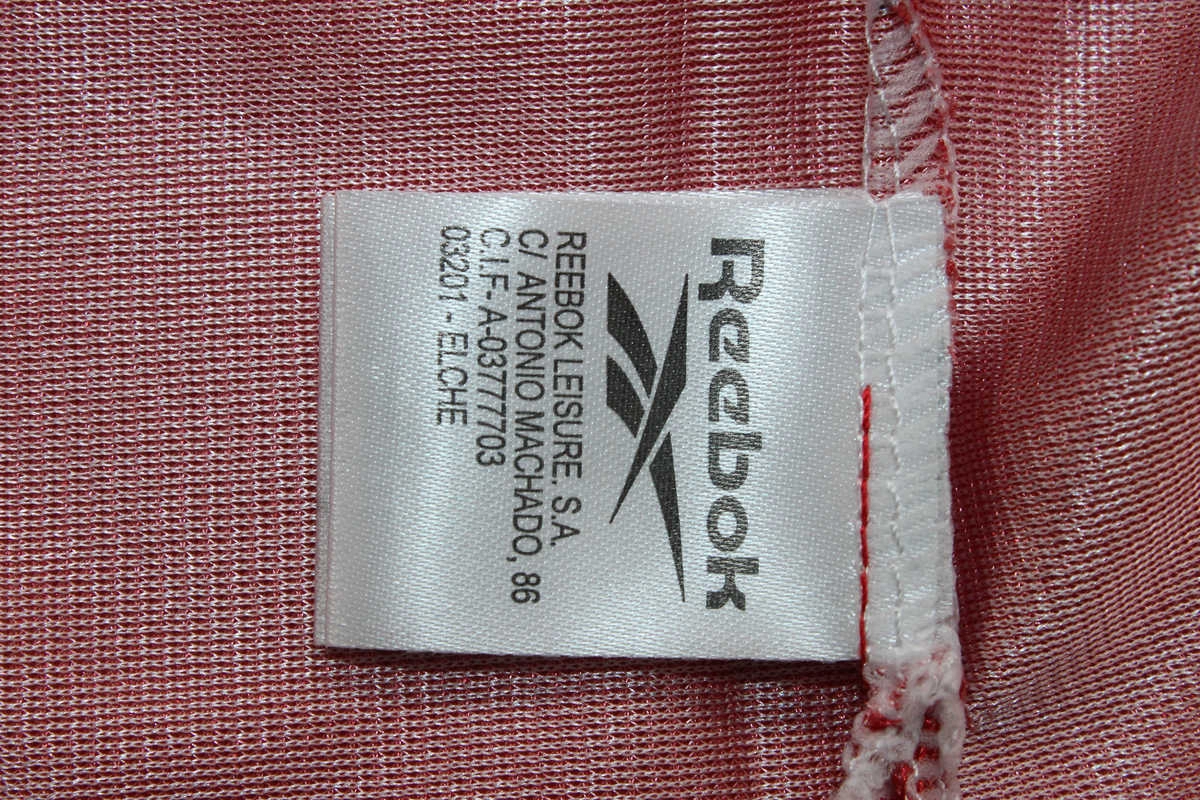 Reebok
REEBOK LEISURE, S.A.
C/ ANTONIO MACHADO, 86
C.I.F.-A-03777703
03201 - ELCHE